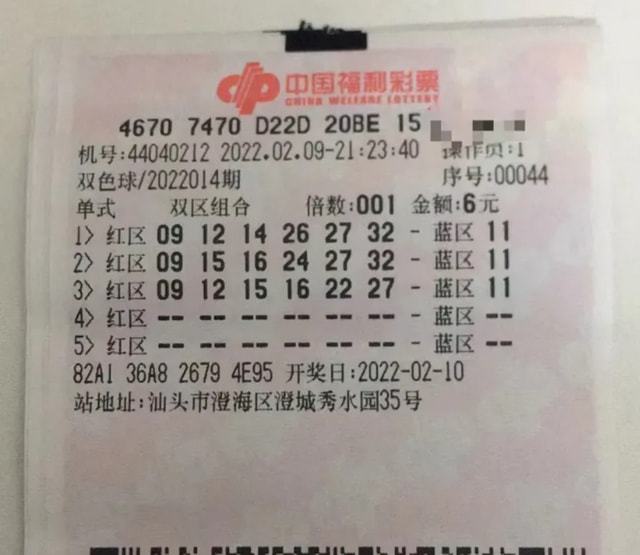 中国福利彩票
CHINA WELFARE LOTTERY
4670 7470 D22D 20BE 15
机号:44040212 2022.02.09-21:23:40 操作员:1
双色球/2022014期 序号:00044
单式 双区组合 倍数:001 金额:6元
1> 红区 09 12 14 26 27 32 - 蓝区 11
2> 红区 09 15 16 24 27 32 - 蓝区 11
3> 红区 09 12 15 16 22 27 - 蓝区 11
4> 红区 -- -- -- -- -- -- - 蓝区 --
5> 红区 -- -- -- -- -- -- - 蓝区 --
82A1 36A8 2679 4E95 开奖日:2022-02-10
站地址:汕头市澄海区澄城秀水园35号